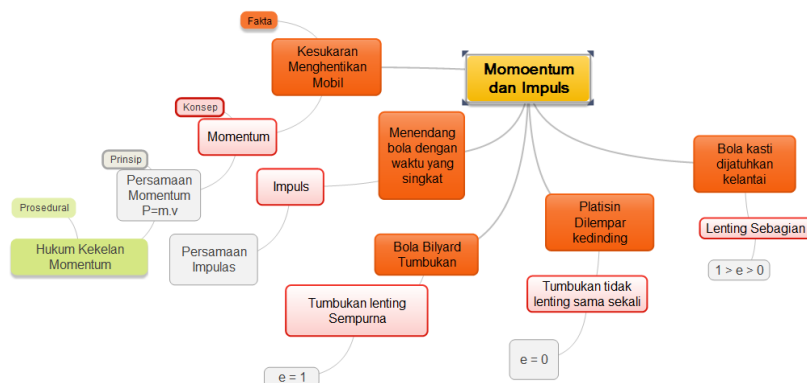 Fakta
Kesukaran
Menghentikan
Mobil
Momoentum
dan Impuls
Konsep
Momentum
Menendang
bola dengan
waktu yang
singkat
Bola kasti
dijatuhkan
kelantai
Prinsip
Persamaan
Momentum
P=m.v
Impuls
Prosedural
Hukum Kekelan
Momentum
Persamaan
Impulas
Bola Bilyard
Tumbukan
Platisin
Dilempar
kedinding
Lenting Sebagian
1 > e > 0
Tumbukan lenting
Sempurna
Tumbukan tidak
lenting sama sekali
e = 1
e = 0